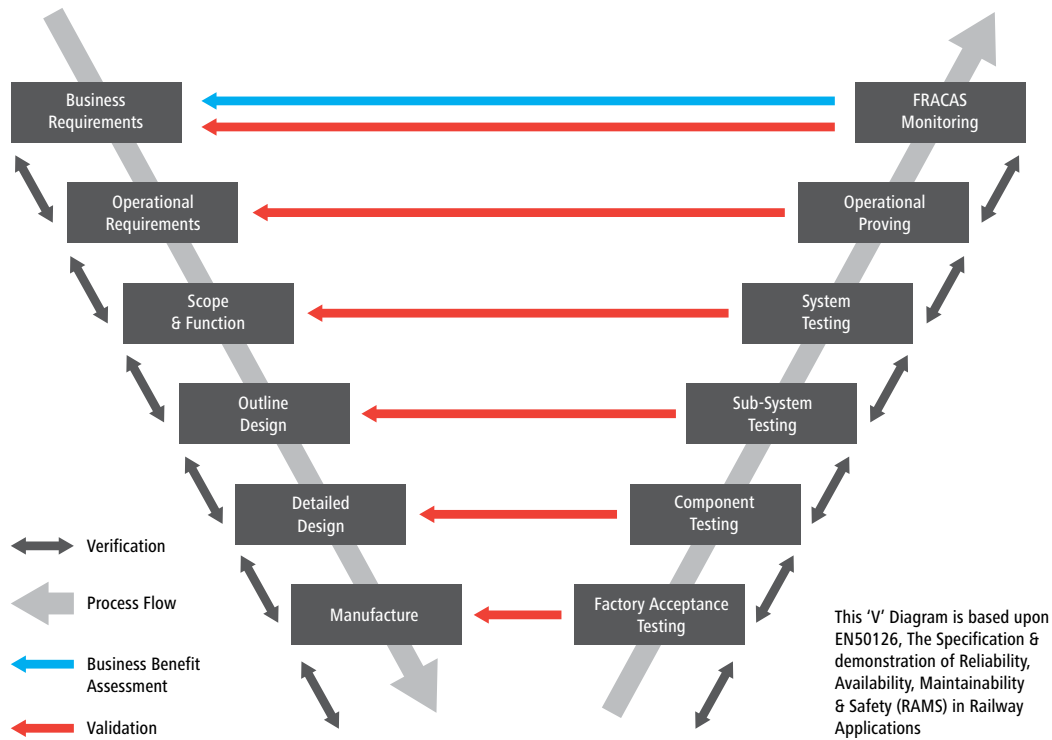 Business
Requirements
FRACAS
Monitoring
Operational
Requirements
Operational
Proving
Scope
& Function
System
Testing
Outline
Design
Sub-System
Testing
Detailed
Design
Component
Testing
Manufacture
Factory Acceptance
Testing
Verification
Process Flow
Business Benefit
Assessment
Validation
This ‘V’ Diagram is based upon
EN50126, The Specification &
demonstration of Reliability,
Availability, Maintainability
& Safety (RAMS) in Railway
Applications